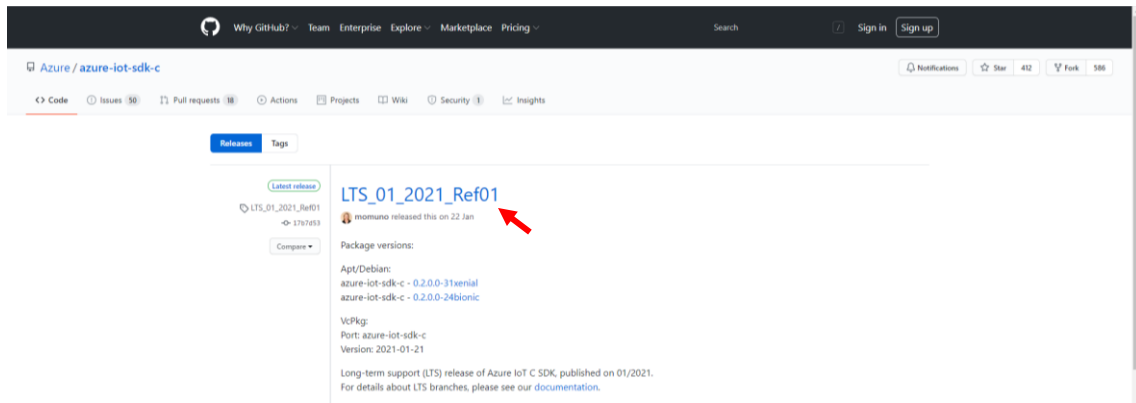 Why GitHub? Team Enterprise Explore Marketplace Pricing Search / Sign in Sign up
Azure / azure-iot-sdk-c Notifications Star 412 Fork 586
<> Code Issues 50 Pull requests 18 Actions Projects Wiki Security 1 Insights
Releases Tags
Latest release
LTS_01_2021_Ref01
17b7d53
Compare
LTS_01_2021_Ref01
momuno released this on 22 Jan
Package versions:
Apt/Debian:
azure-iot-sdk-c - 0.2.0.0-31xenial
azure-iot-sdk-c - 0.2.0.0-24bionic
VcPkg:
Port: azure-iot-sdk-c
Version: 2021-01-21
Long-term support (LTS) release of Azure IoT C SDK, published on 01/2021.
For details about LTS branches, please see our documentation.